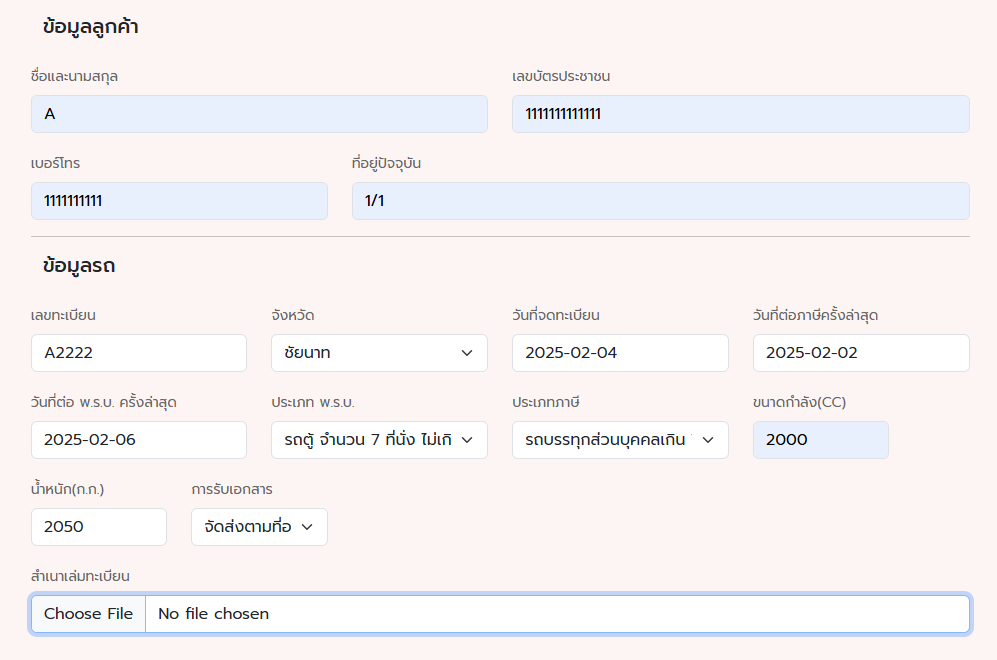 ข้อมูลลูกค้า
ชื่อและนามสกุล เลขบัตรประชาชน
A 1111111111111
เบอร์โทร ที่อยู่ปัจจุบัน
1111111111 1/1
ข้อมูลรถ
เลขทะเบียน จังหวัด วันที่จดทะเบียน วันที่ต่อภาษีครั้งล่าสุด
A2222 ชัยนาท 2025-02-04 2025-02-02
วันที่ต่อ พ.ร.บ. ครั้งล่าสุด ประเภท พ.ร.บ. ประเภทภาษี ขนาดกำลัง(CC)
2025-02-06 รถตู้ จำนวน 7 ที่นั่ง ไม่เกิ รถบรรทุกส่วนบุคคลเกิน 2000
น้ำหนัก(ก.ก.) การรับเอกสาร
2050 จัดส่งตามที่อ
สำเนาเล่มทะเบียน
Choose File No file chosen